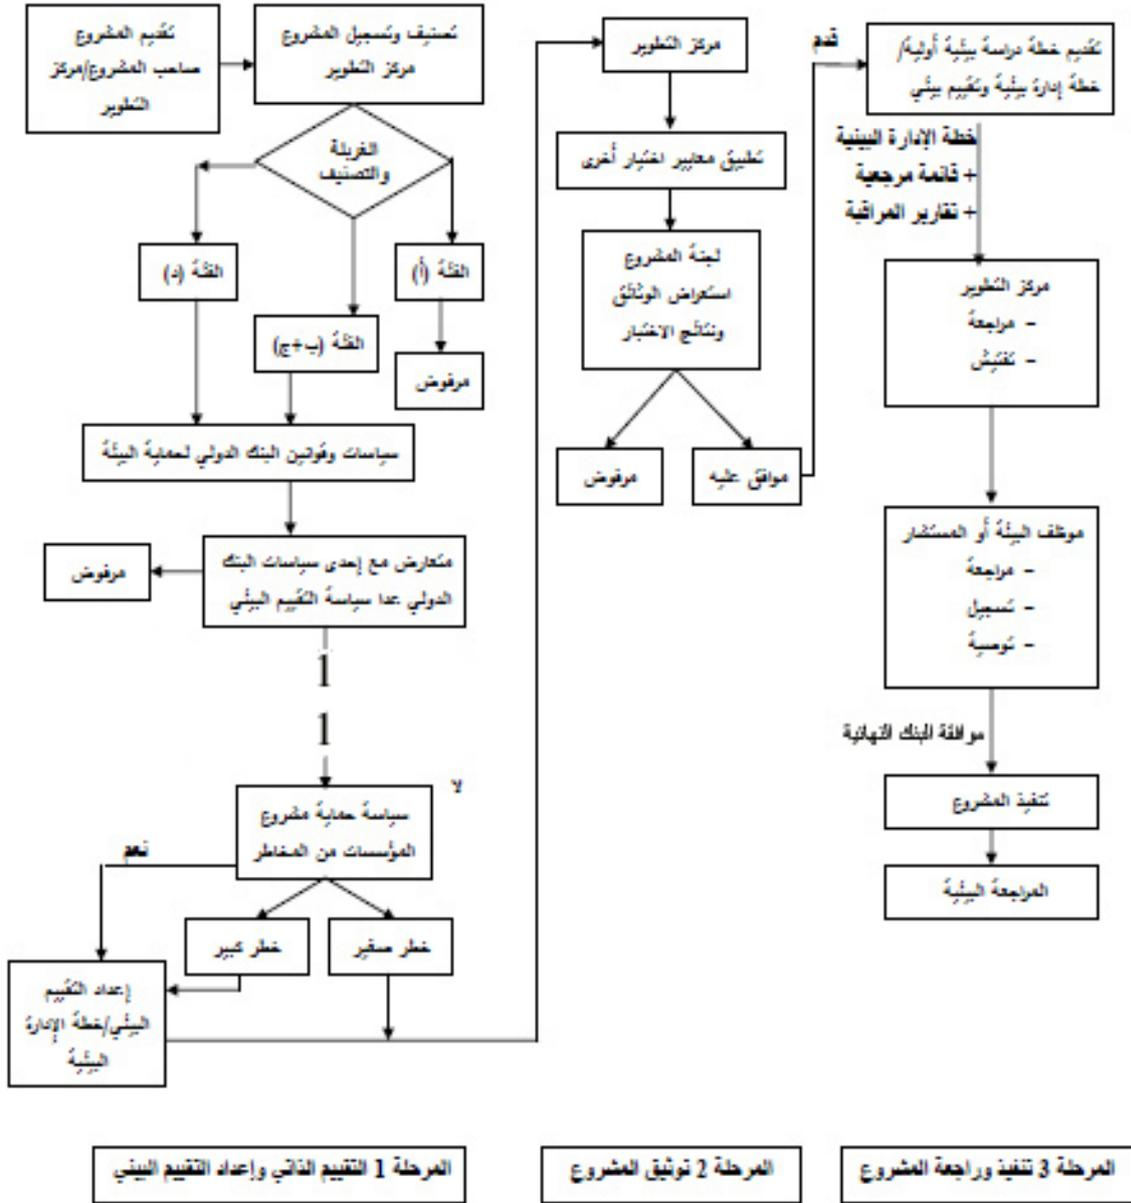 تقديم المشروع
صاحب المشروع/مركز
التطوير
تصنيف وتسجيل المشروع
مركز التطوير
الغربلة
والتصنيف
الفئة (د)
الفئة (أ)
الفئة (ب+ج)
مرفوض
سياسات وقوانين البنك الدولي لحماية البيئة
متعارض مع إحدى سياسات البنك
الدولي عدا سياسة التقييم البيئي
مرفوض
1
1
لا
سياسة حماية مشروع
المؤسسات من المخاطر
نعم
خطر كبير
خطر صغير
إعداد التقييم
البيئي/خطة الإدارة
البيئية
مركز التطوير
تطبيق معايير اختيار أخرى
لجنة المشروع
استعراض الوثائق
ونتائج الاختبار
مرفوض
موافق عليه
قدم
تقديم خطة دراسة بيئية أولية/
خطة إدارة بيئية وتقييم بيئي
خطة الإدارة البيئية
+ قائمة مرجعية
+ تقارير المراقبة
مركز التطوير
- مراجعة
- تفتيش
موظف البيئة أو المستشار
- مراجعة
- تسجيل
- توصية
موافقة البنك النهائية
تنفيذ المشروع
المراجعة البيئية
المرحلة 1 التقييم الذاتي وإعداد التقييم البيئي
المرحلة 2 توثيق المشروع
المرحلة 3 تنفيذ وراجعة المشروع